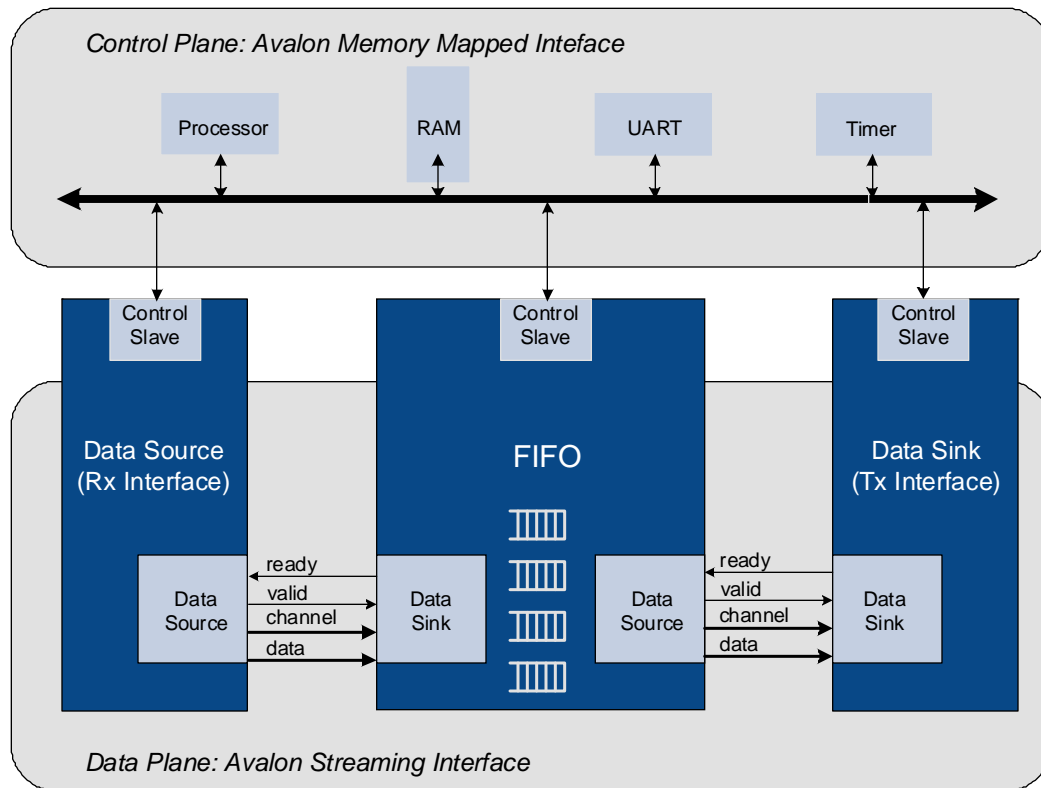 Control Plane: Avalon Memory Mapped Inteface
Processor
RAM
UART
Timer
Control
Slave
Control
Slave
Control
Slave
Data Source
(Rx Interface)
FIFO
Data Sink
(Tx Interface)
Data
Source
ready
valid
channel
data
Data
Sink
Data
Source
ready
valid
channel
data
Data
Sink
Data Plane: Avalon Streaming Interface